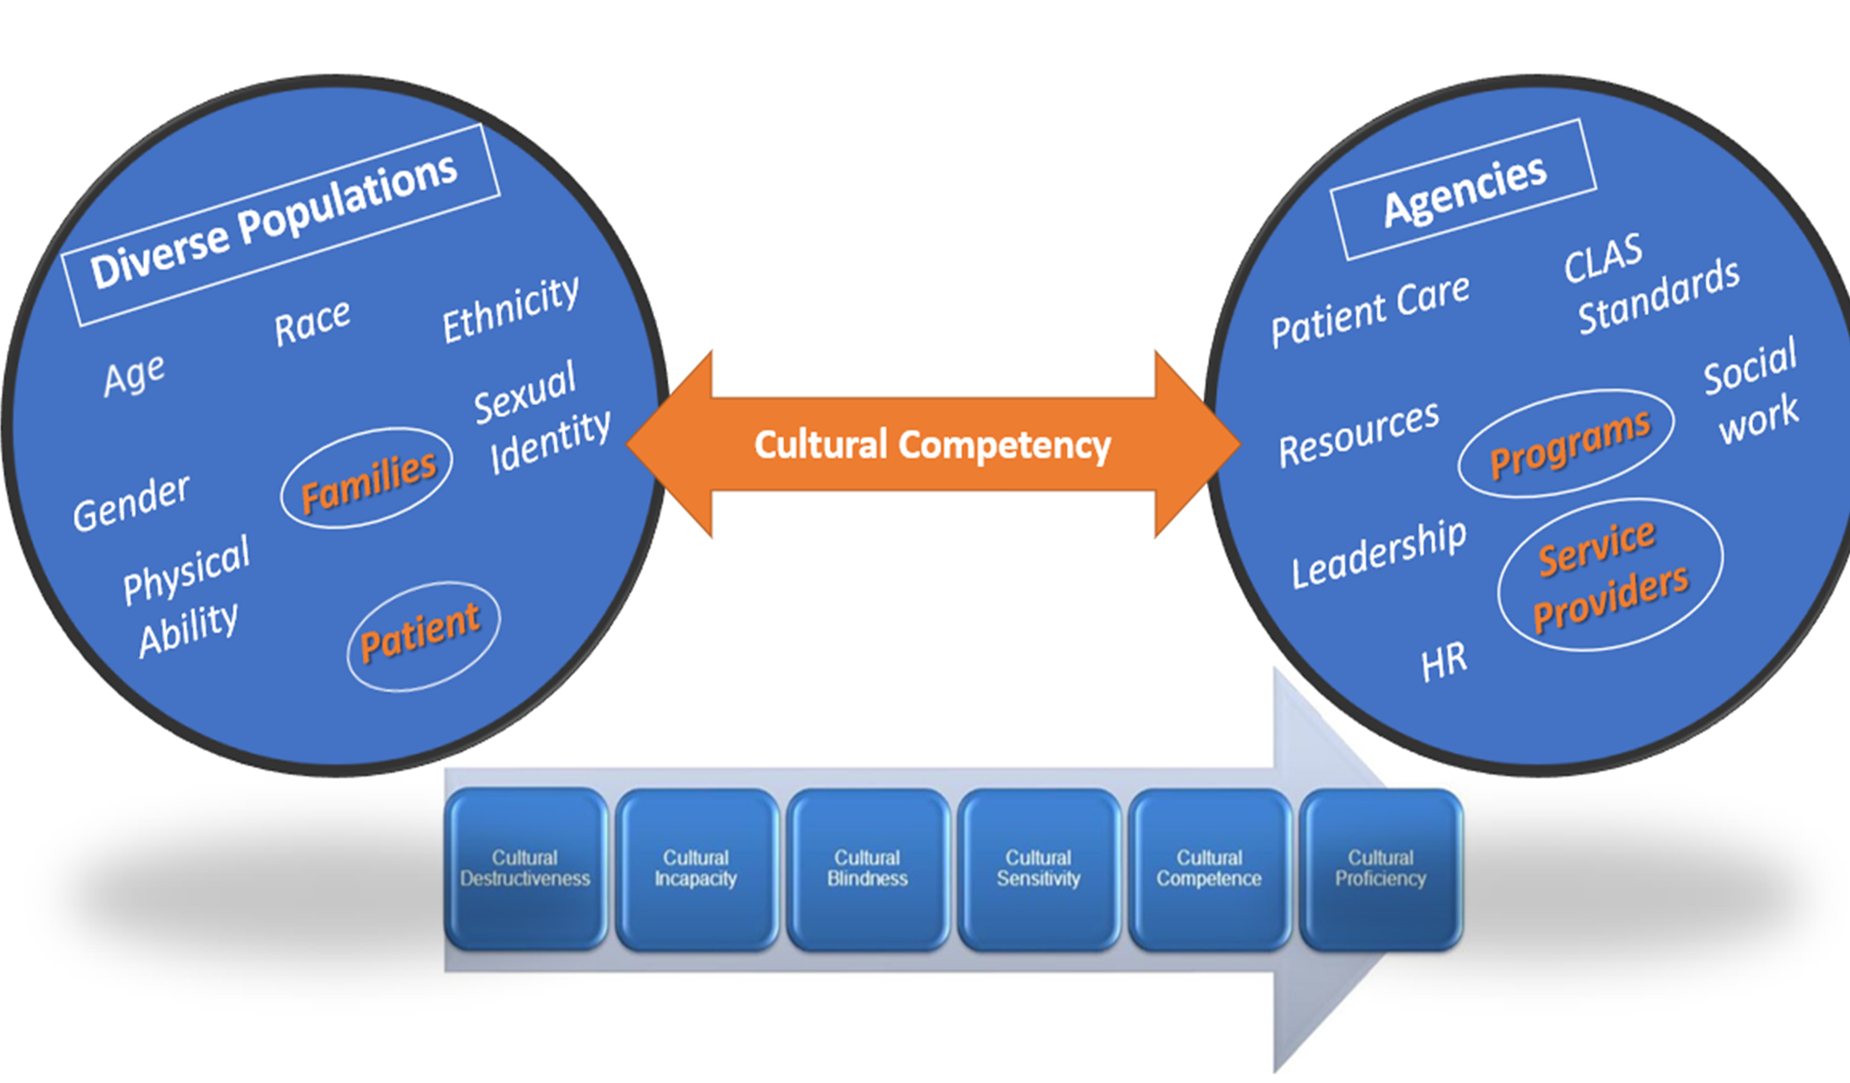 Diverse Populations
Age
Race
Ethnicity
Sexual
Identity
Families
Gender
Physical
Ability
Patient
Cultural Competency
Agencies
Patient Care
CLAS
Standards
Social
work
Resources
Programs
Leadership
Service
Providers
HR
Cultural
Destructiveness
Cultural
Incapacity
Cultural
Blindness
Cultural
Sensitivity
Cultural
Competence
Cultural
Proficiency